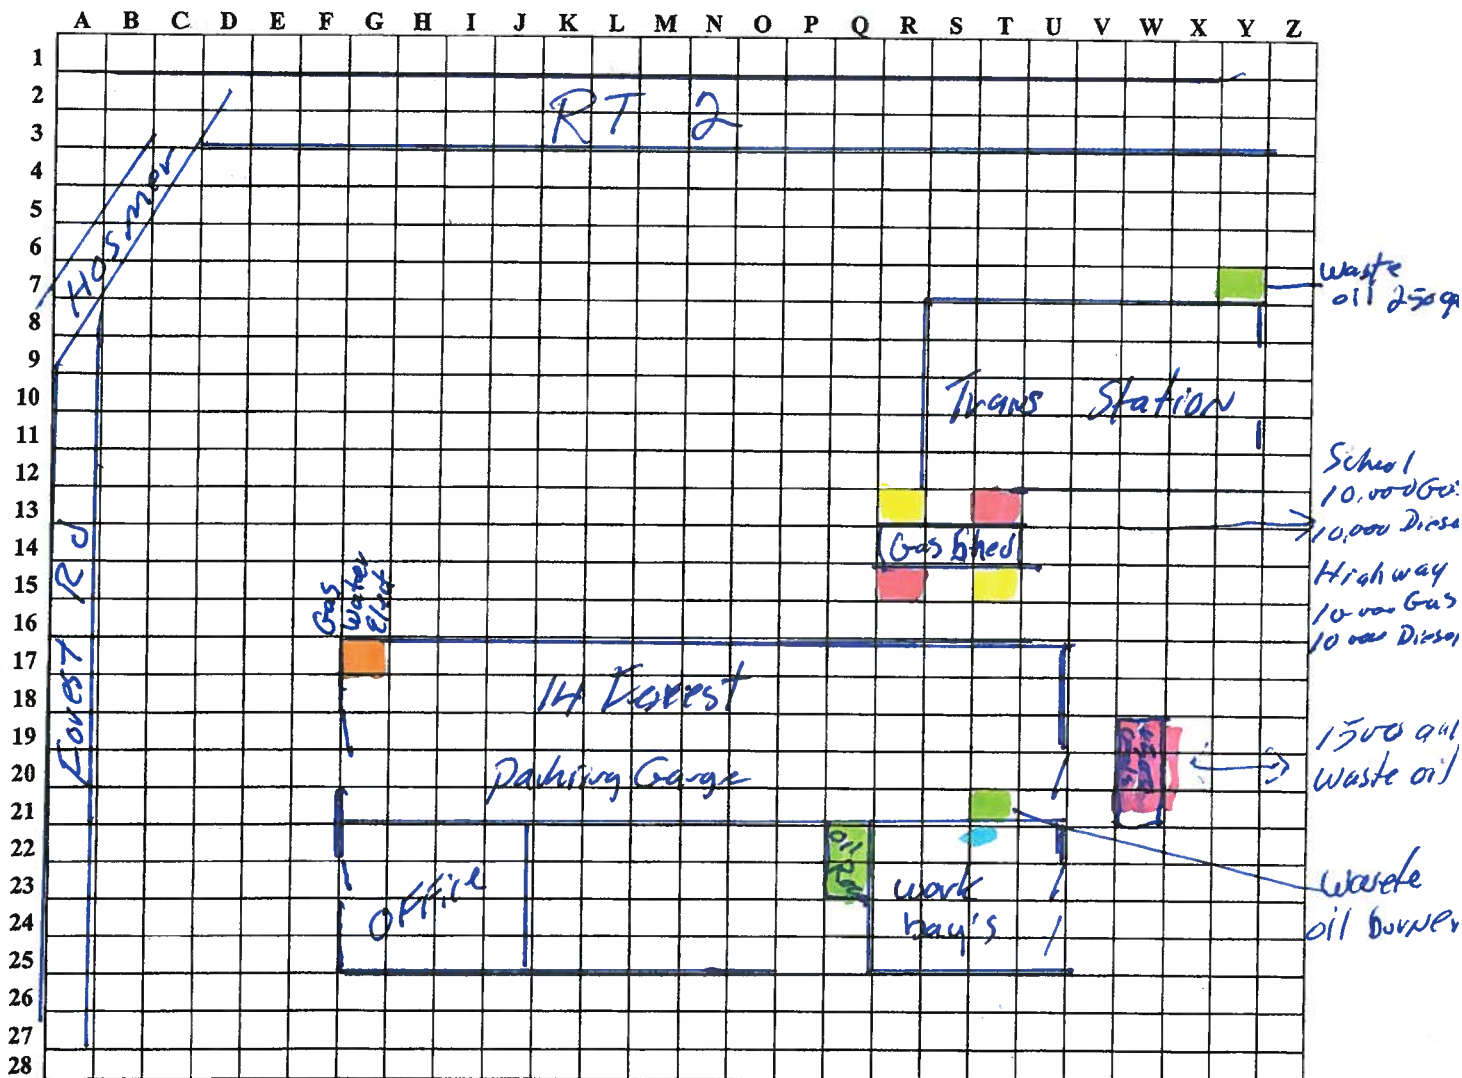 A B C D E F G H I J K L M N O P Q R S T U V W X Y Z
1
2
3
4
5
6
7
8
9
10
11
12
13
14
15
16
17
18
19
20
21
22
23
24
25
26
27
28
RT 2
Hosmer
Forest Rd
Waste
oil 250 ga
Trans Station
School
10,000 Gas
10,000 Diese
Gas Shed
Highway
10 000 Gas
10 000 Diesel
Gas
Water
Elect
14 Forest
parking Garage
1500 gal
waste oil
Office
Oil
work
bay's
Waste
oil burner